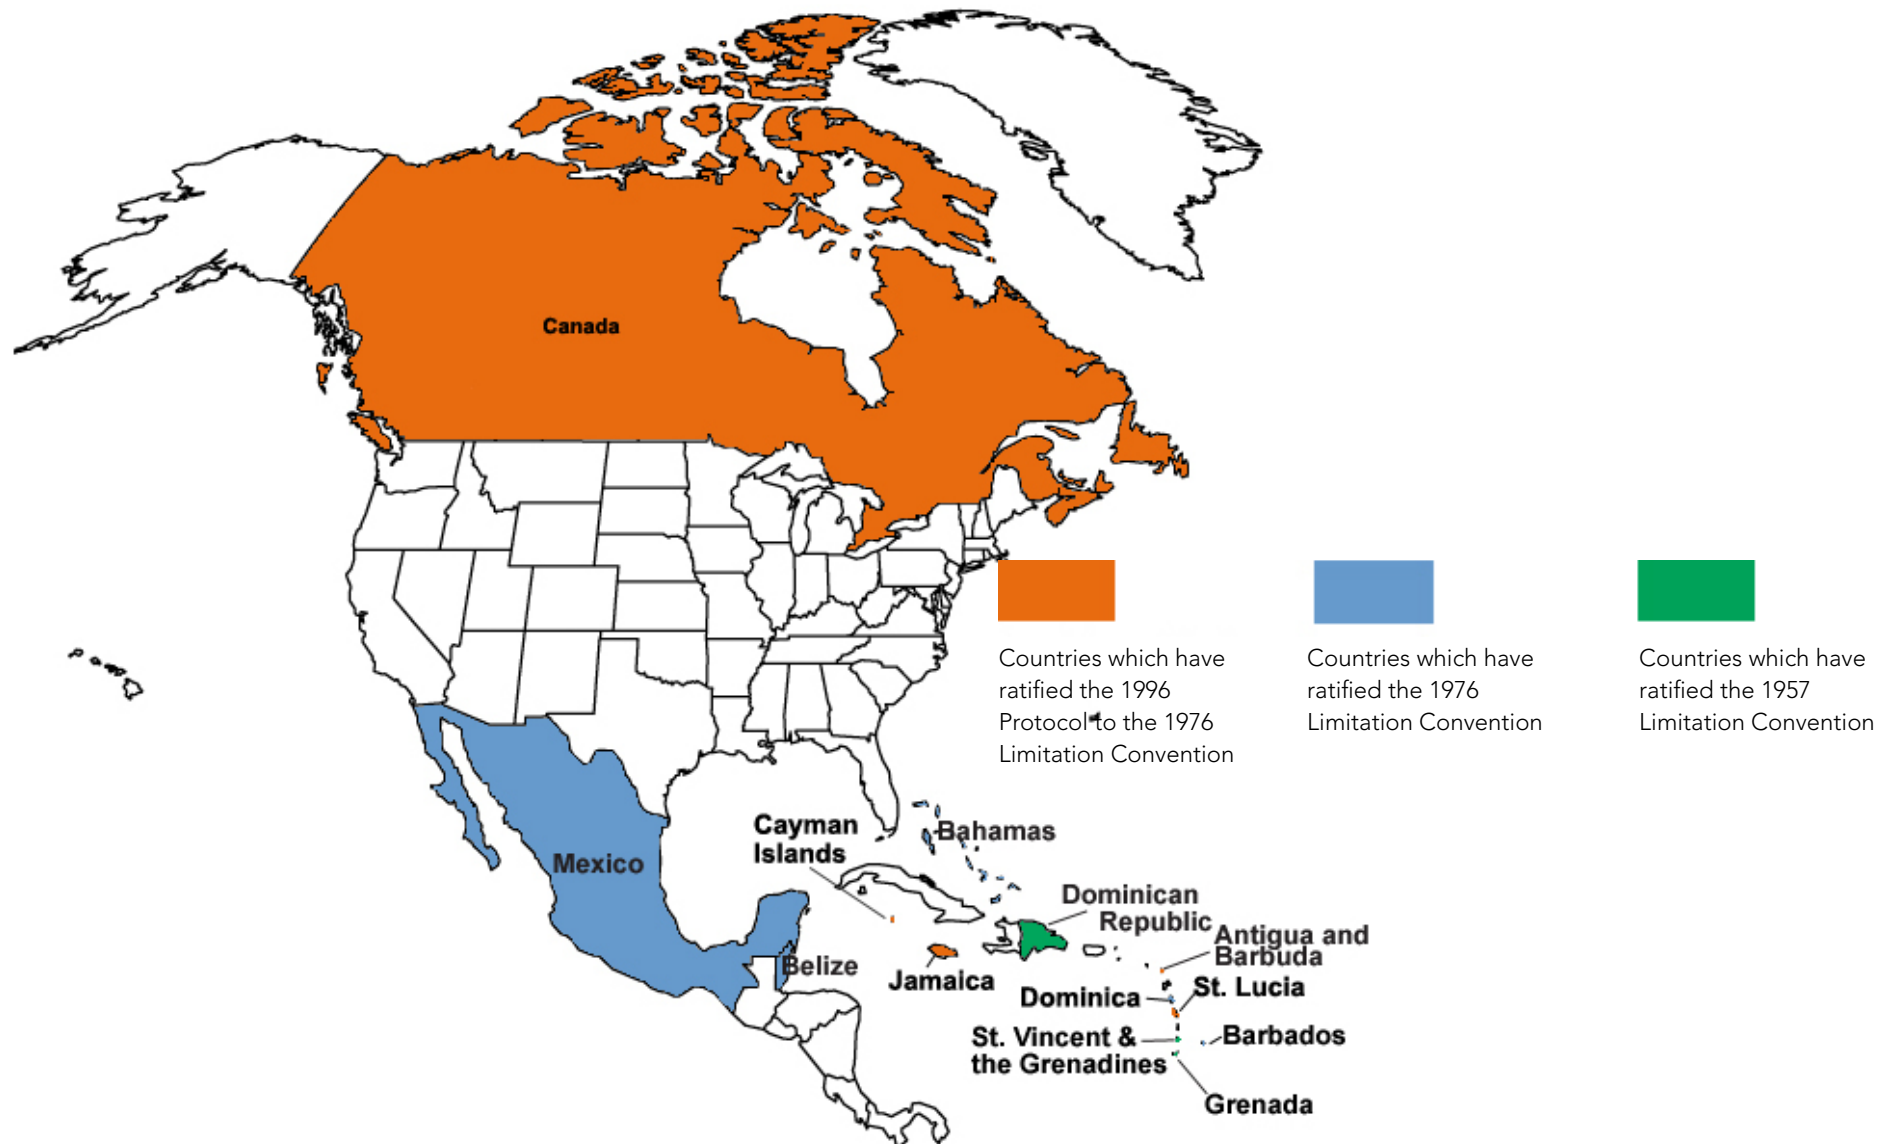 Canada
Countries which have
ratified the 1996
Protocol to the 1976
Limitation Convention
Countries which have
ratified the 1976
Limitation Convention
Countries which have
ratified the 1957
Limitation Convention
Cayman
Islands
Bahamas
Mexico
Dominican
Republic
Antigua and
Barbuda
Belize
Jamaica
Dominica
St. Lucia
St. Vincent &
the Grenadines
Barbados
Grenada